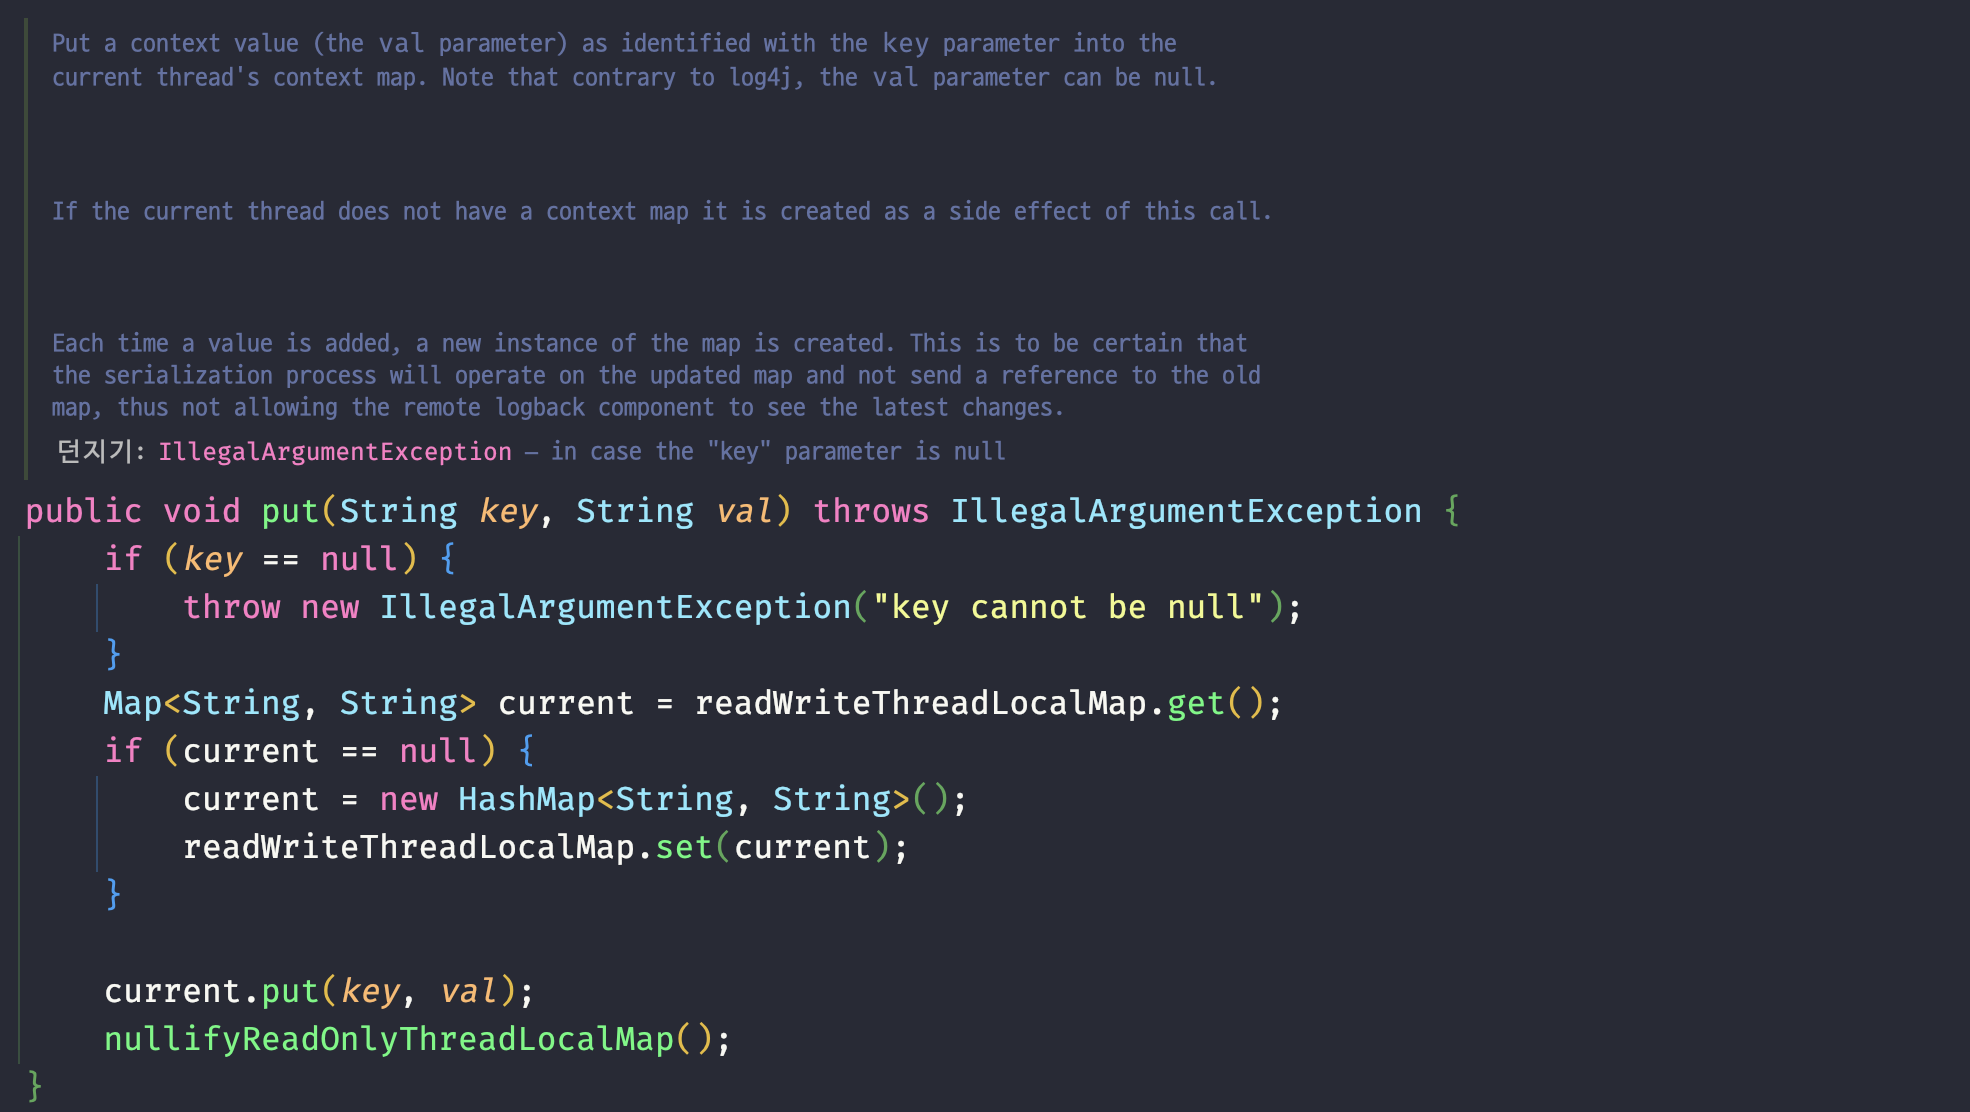 Put a context value (the val parameter) as identified with the key parameter into the
current thread's context map. Note that contrary to log4j, the val parameter can be null.
If the current thread does not have a context map it is created as a side effect of this call.
Each time a value is added, a new instance of the map is created. This is to be certain that
the serialization process will operate on the updated map and not send a reference to the old
map, thus not allowing the remote logback component to see the latest changes.
던지기: IllegalArgumentException – in case the "key" parameter is null
public void put(String key, String val) throws IllegalArgumentException {
    if (key == null) {
        throw new IllegalArgumentException("key cannot be null");
    }
    Map<String, String> current = readWriteThreadLocalMap.get();
    if (current == null) {
        current = new HashMap<String, String>();
        readWriteThreadLocalMap.set(current);
    }
    current.put(key, val);
    nullifyReadOnlyThreadLocalMap();
}